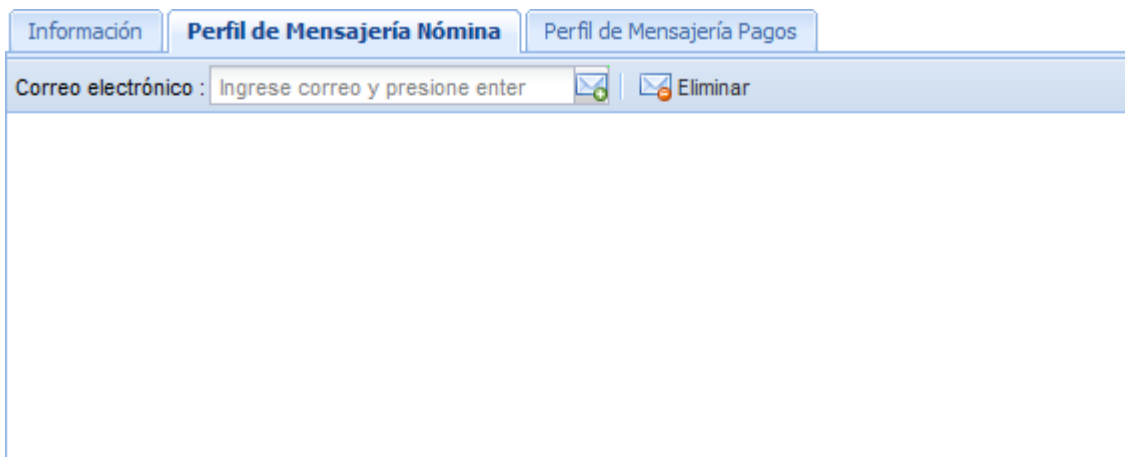 Información Perfil de Mensajería Nómina Perfil de Mensajería Pagos
Correo electrónico : Ingrese correo y presione enter Eliminar